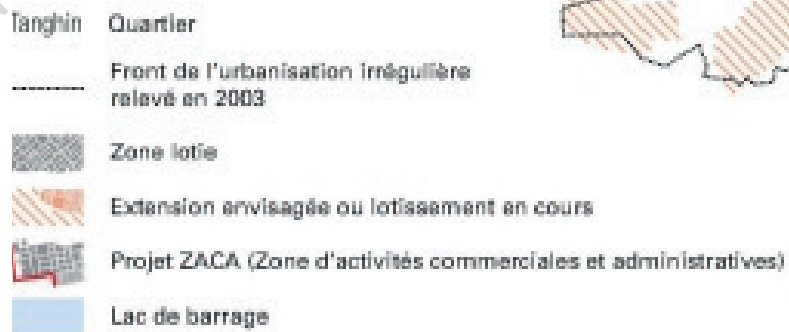 Tanghin Quartier
Front de l'urbanisation irrégulière
relevé en 2003
Zone lotie
Extension envisagée ou lotissement en cours
Projet ZACA (Zone d'activités commerciales et administratives)
Lac de barrage